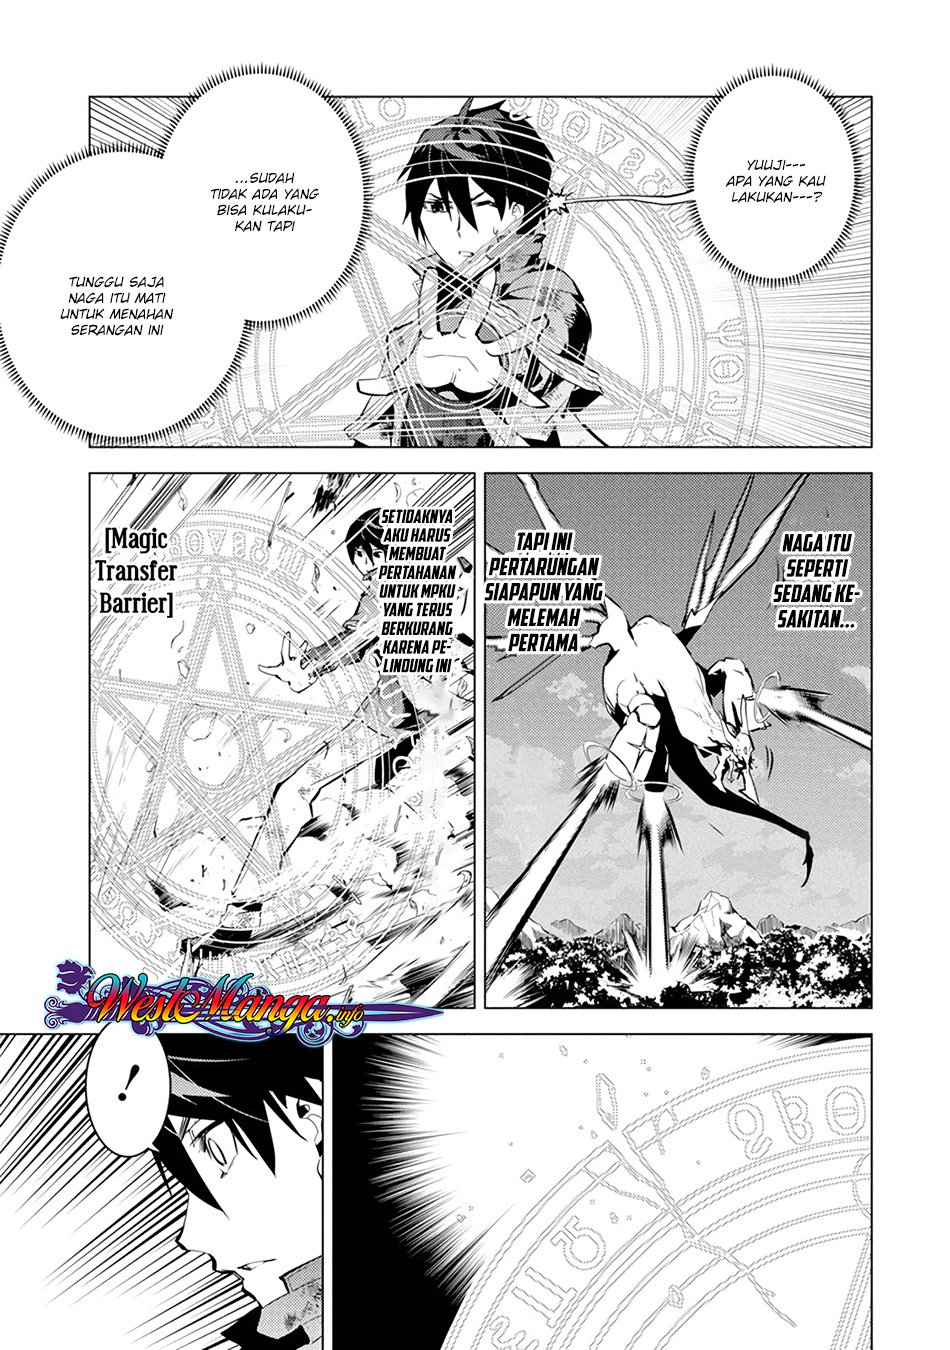 YUUJI---
APA YANG KAU
LAKUKAN---?
...SUDAH
TIDAK ADA YANG
BISA KULAKU-
KAN TAPI
TUNGGU SAJA
NAGA ITU MATI
UNTUK MENAHAN
SERANGAN INI
NAGA ITU
SEPERTI
SEDANG KE-
SAKITAN...
TAPI INI
PERTARUNGAN
SIAPAPUN YANG
MELEMAH
PERTAMA
SETIDAKNYA
AKU HARUS
MEMBUAT
PERTAHANAN
UNTUK MPKU
YANG TERUS
BERKURANG
KARENA PE-
LINDUNG INI
[Magic
Transfer
Barrier]
WestManga.info
!